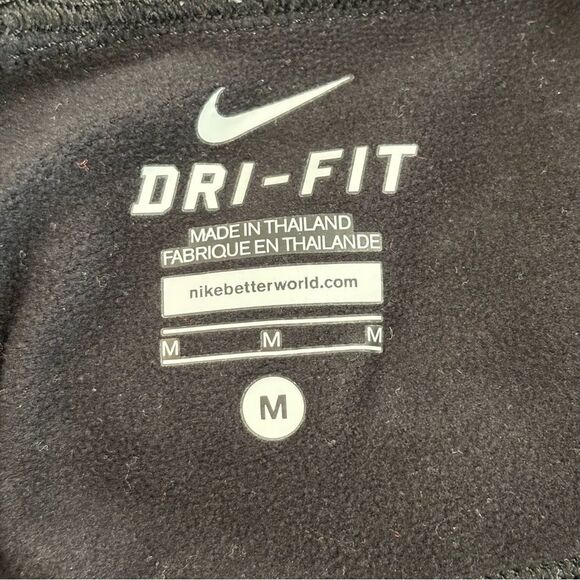 DRI-FIT
MADE IN THAILAND
FABRIQUE EN THAILANDE
nikebetterworld.com
M M M
M